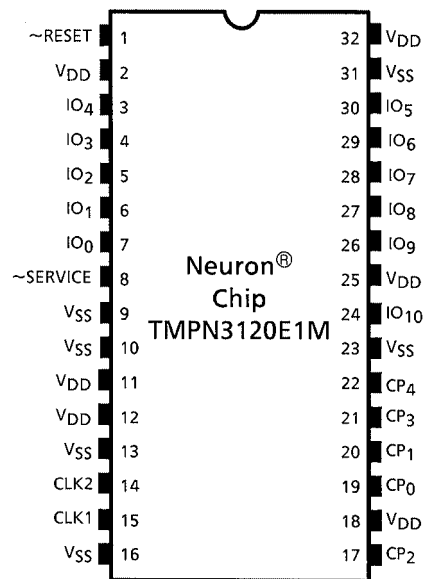 ~RESET 1 32 VDD
VDD 2 31 VSS
IO4 3 30 IO5
IO3 4 29 IO6
IO2 5 28 IO7
IO1 6 27 IO8
IO0 7 26 IO9
~SERVICE 8 25 VDD
VSS 9 24 IO10
VSS 10 23 VSS
VDD 11 22 CP4
VDD 12 21 CP3
VSS 13 20 CP1
CLK2 14 19 CP0
CLK1 15 18 VDD
VSS 16 17 CP2
Neuron®
Chip
TMPN3120E1M